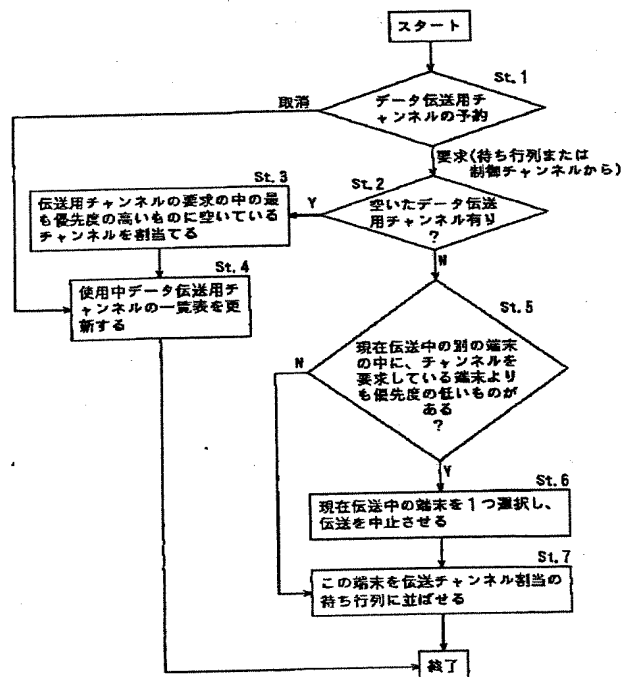 スタート
St.1
データ伝送用チ
ャンネルの予約
取消
要求(待ち行列または
制御チャンネルから)
St.2
空いたデータ伝送
用チャンネル有り
?
Y
N
St.3
伝送用チャンネルの要求の中の最
も優先度の高いものに空いている
チャンネルを割当てる
St.4
使用中データ伝送用チ
ャンネルの一覧表を更
新する
St.5
現在伝送中の別の端末
の中に、チャンネルを
要求している端末より
も優先度の低いものが
ある
?
N
Y
St.6
現在伝送中の端末を1つ選択し、
伝送を中止させる
St.7
この端末を伝送チャンネル割当の
待ち行列に並ばせる
終了